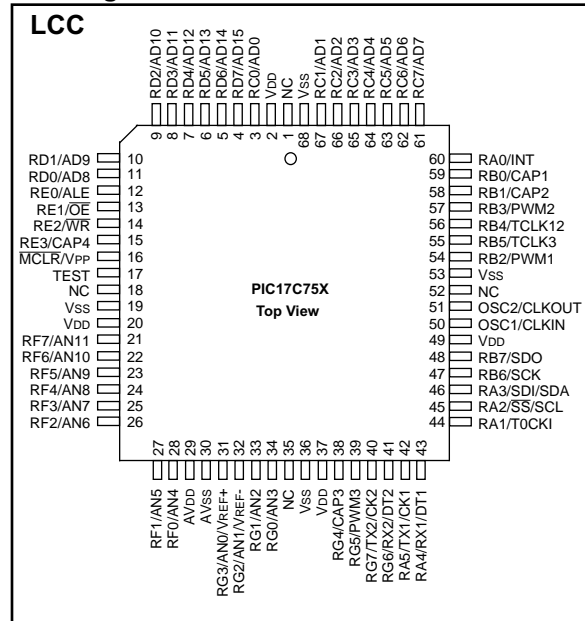 LCC
RD2/AD10
RD3/AD11
RD4/AD12
RD5/AD13
RD6/AD14
RD7/AD15
RC0/AD0
VDD
NC
VSS
RC1/AD1
RC2/AD2
RC3/AD3
RC4/AD4
RC5/AD5
RC6/AD6
RC7/AD7
9 8 7 6 5 4 3 2 1 68 67 66 65 64 63 62 61
RD1/AD9 10
RD0/AD8 11
RE0/ALE 12
RE1/OE 13
RE2/WR 14
RE3/CAP4 15
MCLR/VPP 16
TEST 17
NC 18
VSS 19
VDD 20
RF7/AN11 21
RF6/AN10 22
RF5/AN9 23
RF4/AN8 24
RF3/AN7 25
RF2/AN6 26
PIC17C75X
Top View
60 RA0/INT
59 RB0/CAP1
58 RB1/CAP2
57 RB3/PWM2
56 RB4/TCLK12
55 RB5/TCLK3
54 RB2/PWM1
53 VSS
52 NC
51 OSC2/CLKOUT
50 OSC1/CLKIN
49 VDD
48 RB7/SDO
47 RB6/SCK
46 RA3/SDI/SDA
45 RA2/SS/SCL
44 RA1/T0CKI
27 28 29 30 31 32 33 34 35 36 37 38 39 40 41 42 43
RF1/AN5
RF0/AN4
AVDD
AVSS
RG3/AN0/VREF+
RG2/AN1/VREF-
RG1/AN2
RG0/AN3
NC
VSS
VDD
RG4/CAP3
RG5/PWM3
RG7/TX2/CK2
RG6/RX2/DT2
RA5/TX1/CK1
RA4/RX1/DT1